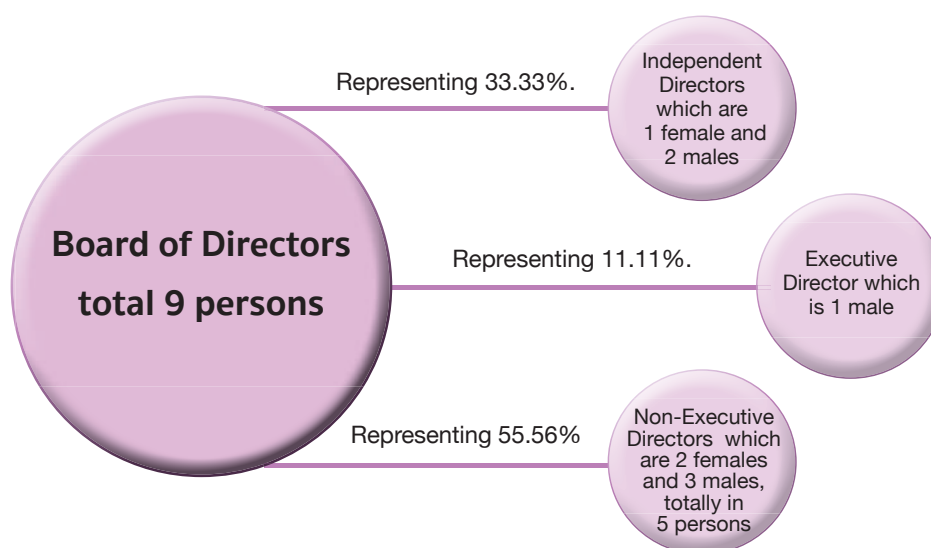 Board of Directors
total 9 persons
Representing 33.33%.
Independent
Directors
which are
1 female and
2 males
Representing 11.11%.
Executive
Director which
is 1 male
Representing 55.56%
Non-Executive
Directors which
are 2 females
and 3 males,
totally in
5 persons